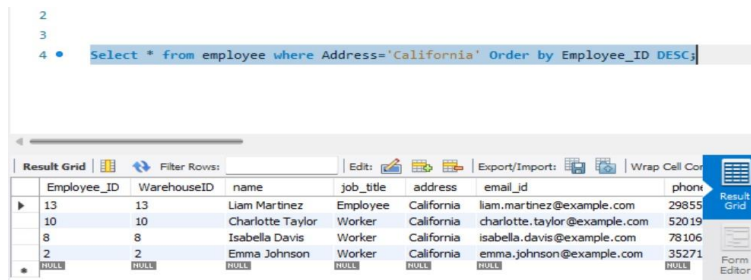 2
3
4 Select * from employee where Address='California' Order by Employee_ID DESC;
Result Grid Filter Rows: Edit: Export/Import: Wrap Cell Con
Employee_ID WarehouseID name job_title address email_id phone
13 13 Liam Martinez Employee California liam.martinez@example.com 29855
10 10 Charlotte Taylor Worker California charlotte.taylor@example.com 52019
8 8 Isabella Davis Worker California isabella.davis@example.com 78106
2 2 Emma Johnson Worker California emma.johnson@example.com 35271
NULL NULL NULL NULL NULL NULL NULL
Result
Grid
Form
Editor